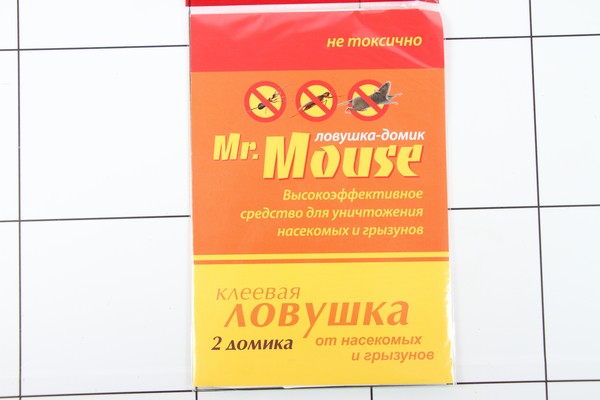 не токсично
ловушка-домик
Mr. Mouse
Высокоэффективное
средство для уничтожения
насекомых и грызунов
клеевая
ловушка
2 домика
от насекомых
и грызунов